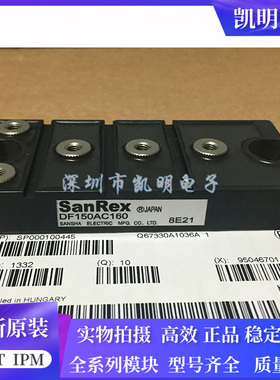 凯明
深圳市凯明电子
SanRex ®JAPAN
DF150AC160
SANSHA ELECTRIC MFG. CO., LTD.
8E21
P): SP000100445
Q67330A1036A 1
: 1332
(Q): 10
(X): 95046701
led in HUNGARY
新原装
实物拍摄 高效 正品 稳定
T IPM
全系列模块 型号齐全 全